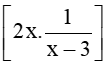 [2x. 1/(x – 3)]